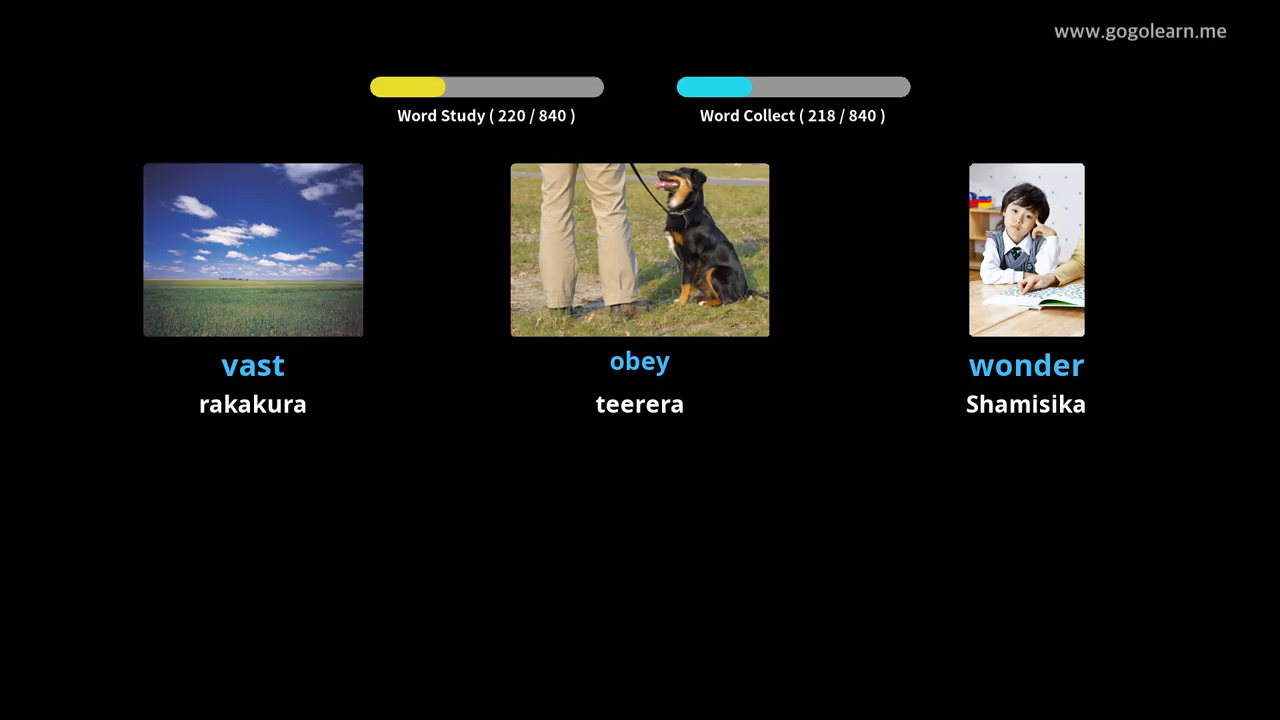 www.gogolearn.me
Word Study ( 220 / 840 )
Word Collect ( 218 / 840 )
vast
obey
wonder
rakakura
teerera
Shamisika